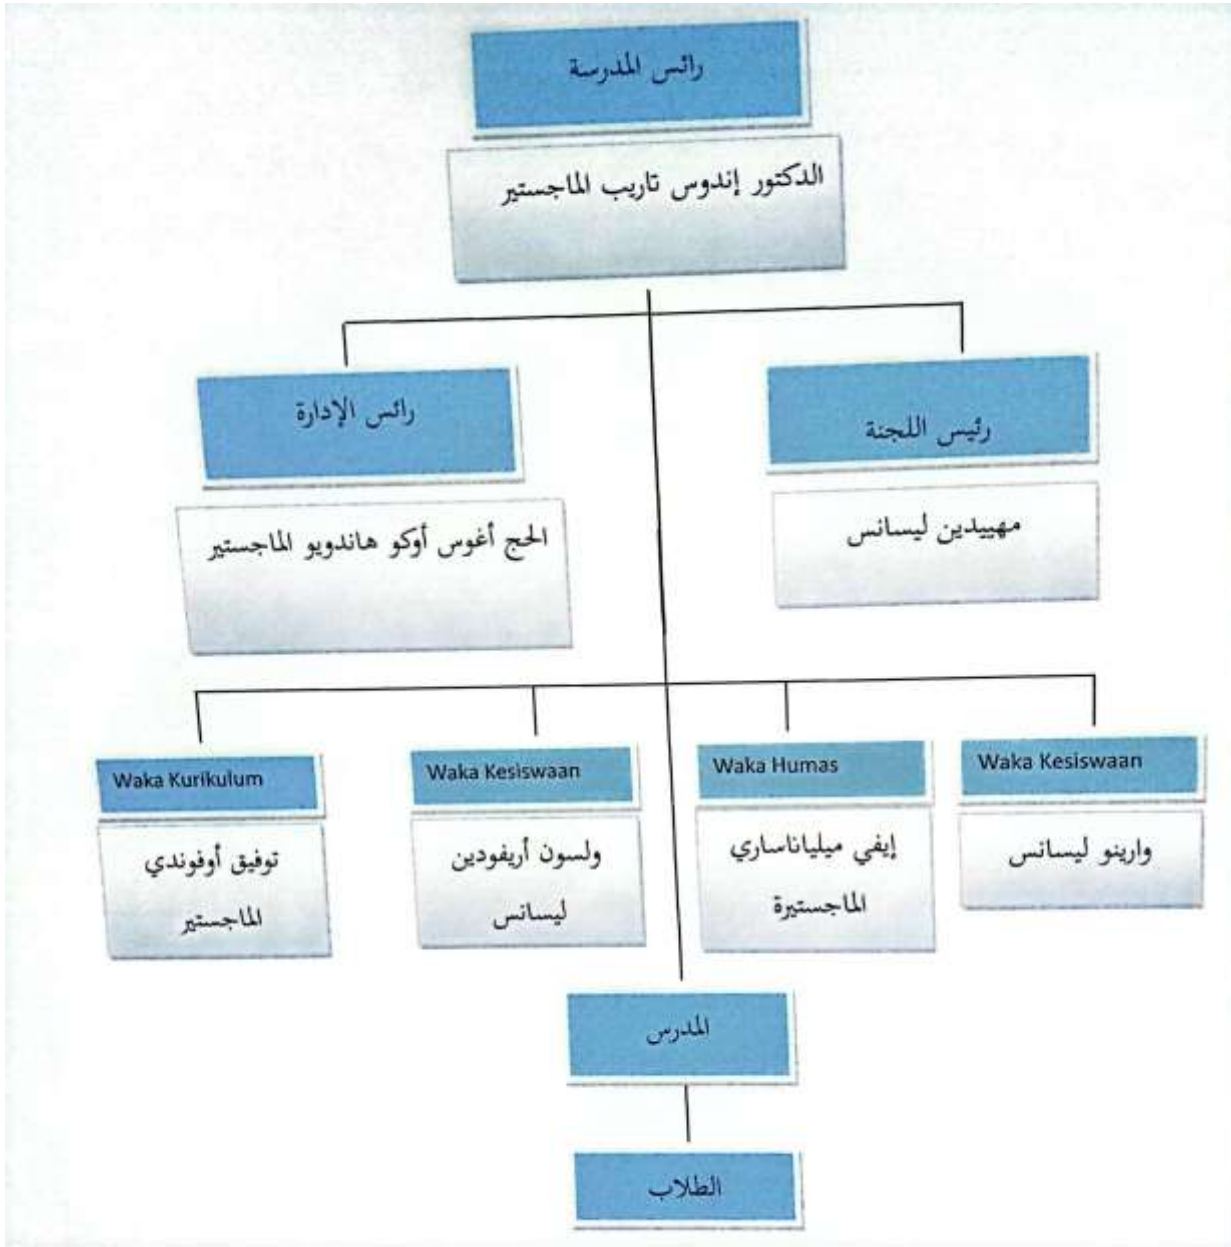 رائس المدرسة
الدكتور إندوس تاريب الماجستير
رئيس اللجنة
مهييدين ليسانس
رائس الإدارة
الحج أغوس أوكو هاندويو الماجستير
Waka Kurikulum
توفيق أوفوندي
الماجستير
Waka Kesiswaan
ولسون أريفودين
ليسانس
Waka Humas
إيفي ميلياناساري
الماجستيرة
Waka Kesiswaan
وارينو ليسانس
المدرس
الطلاب